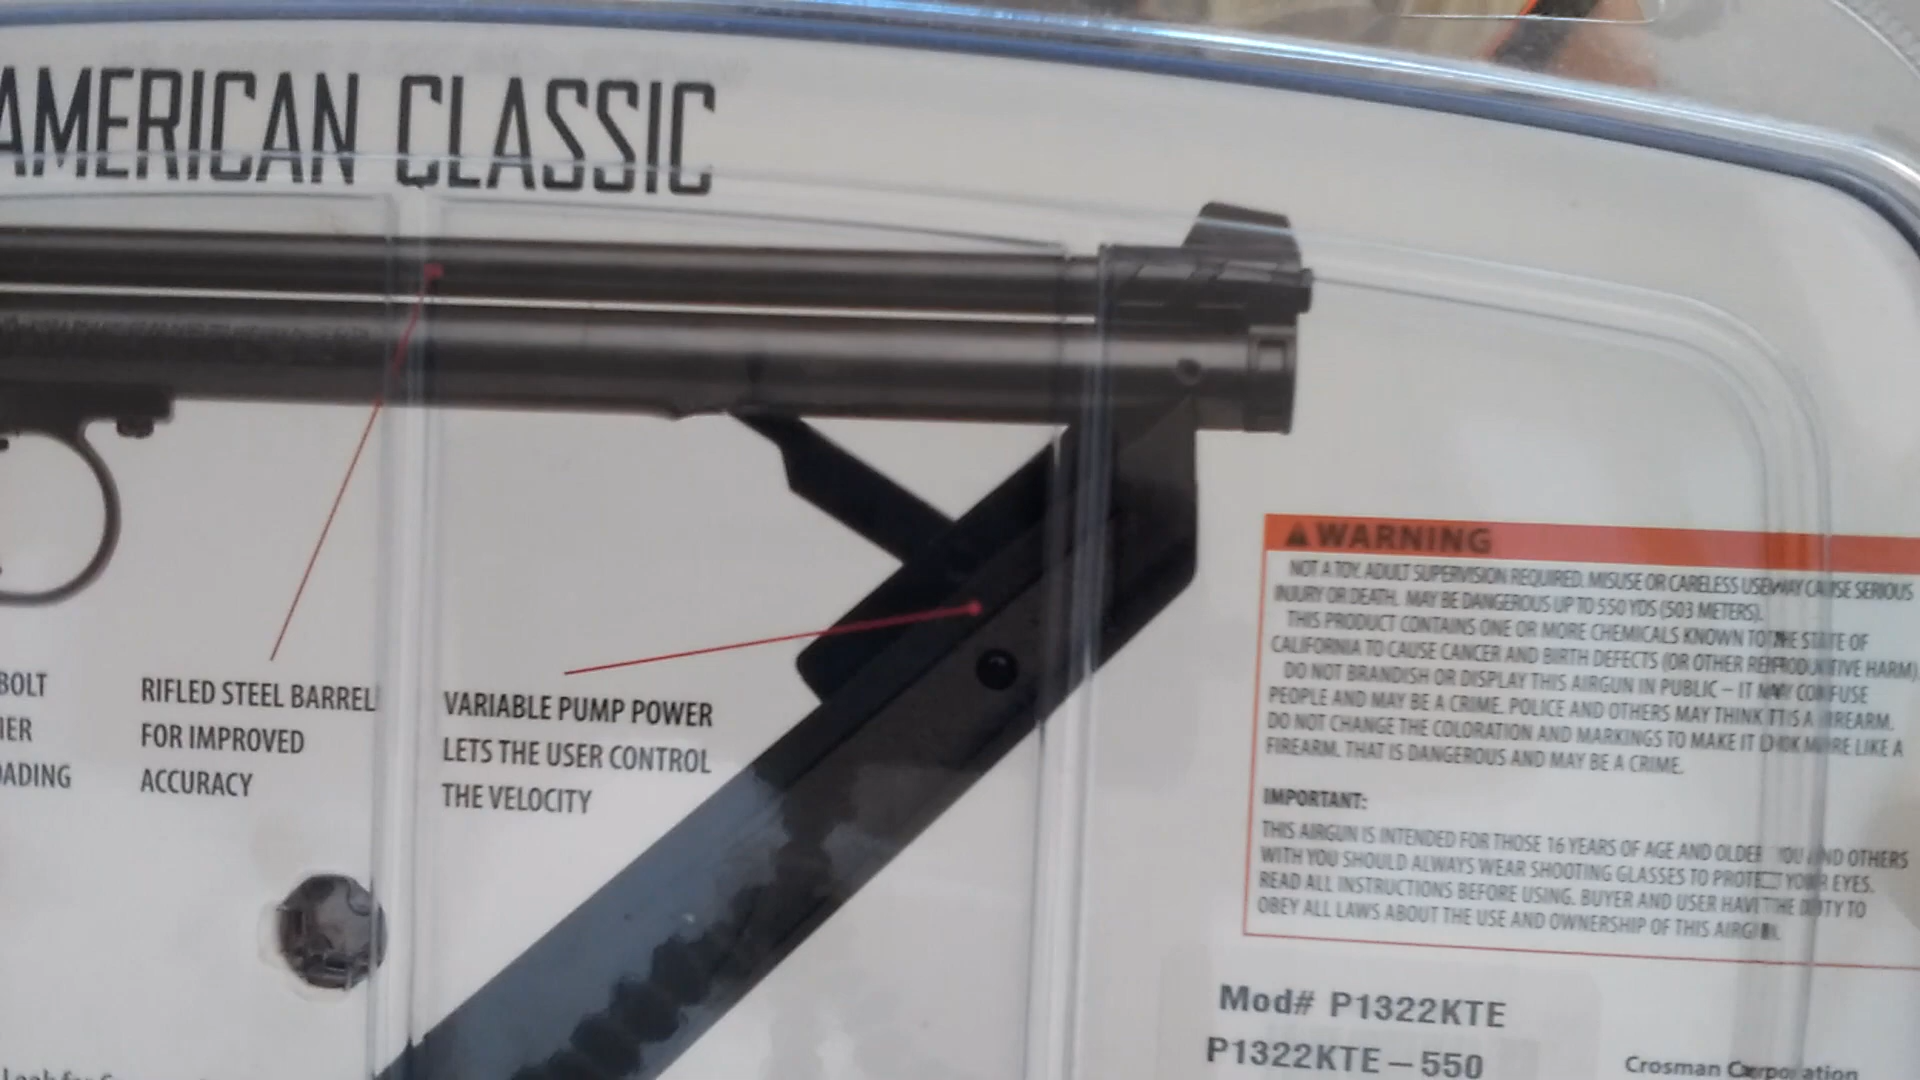 AMERICAN CLASSIC
BOLT
RIFLED STEEL BARREL
FOR IMPROVED
ACCURACY
VARIABLE PUMP POWER
LETS THE USER CONTROL
THE VELOCITY
WARNING
NOT A TOY. ADULT SUPERVISION REQUIRED. MISUSE OR CARELESS USE MAY CAUSE SERIOUS
INJURY OR DEATH. MAY BE DANGEROUS UP TO 550 YDS (503 METERS).
THIS PRODUCT CONTAINS ONE OR MORE CHEMICALS KNOWN TO THE STATE OF
CALIFORNIA TO CAUSE CANCER AND BIRTH DEFECTS (OR OTHER REPRODUCTIVE HARM).
DO NOT BRANDISH OR DISPLAY THIS AIRGUN IN PUBLIC – IT MAY CONFUSE
PEOPLE AND MAY BE A CRIME. POLICE AND OTHERS MAY THINK IT IS A FIREARM.
DO NOT CHANGE THE COLORATION AND MARKINGS TO MAKE IT LOOK MORE LIKE A
FIREARM. THAT IS DANGEROUS AND MAY BE A CRIME.
IMPORTANT:
THIS AIRGUN IS INTENDED FOR THOSE 16 YEARS OF AGE AND OLDER. YOU AND OTHERS
WITH YOU SHOULD ALWAYS WEAR SHOOTING GLASSES TO PROTECT YOUR EYES.
READ ALL INSTRUCTIONS BEFORE USING. BUYER AND USER HAVE THE DUTY TO
OBEY ALL LAWS ABOUT THE USE AND OWNERSHIP OF THIS AIRGUN.
Mod# P1322KTE
P1322KTE – 550
Crosman Corporation